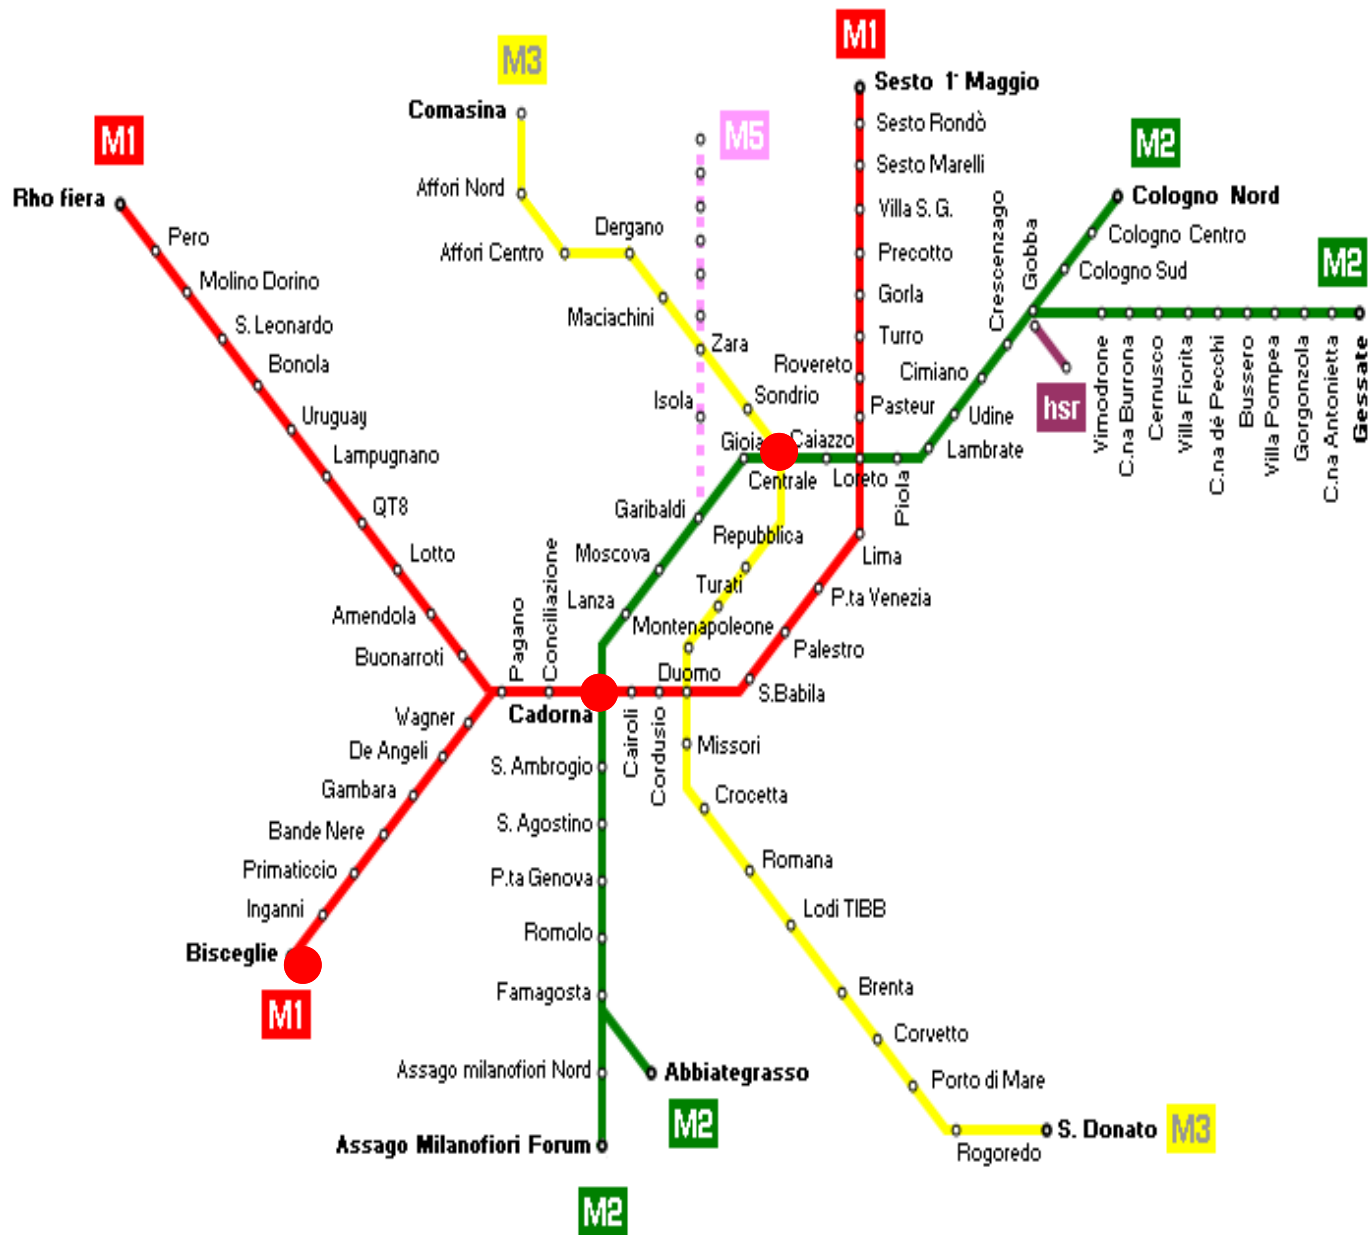 M1
M3
Sesto 1° Maggio
Comasina
Sesto Rondò
M5
M2
M1
Sesto Marelli
Affori Nord
Cologno Nord
Rho fiera
Villa S. G.
Crescenzago
Gobba
Dergano
Cologno Centro
Pero
Affori Centro
Precotto
M2
Cologno Sud
Molino Dorino
Gorla
Maciachini
S. Leonardo
Turro
Zara
Bonola
Rovereto
Cimiano
Vimodrone
C.na Burrona
Cernusco
Villa Fiorita
C.na dé Pecchi
Bussero
Villa Pompea
Gorgonzola
C.na Antonietta
Gessate
Isola
Sondrio
Pasteur
hsr
Uruguay
Udine
Gioia
Caiazzo
Lambrate
Lampugnano
Centrale
Loreto
Piola
QT8
Garibaldi
Repubblica
Lotto
Conciliazione
Moscova
Lima
Turati
Pagano
Lanza
P.ta Venezia
Amendola
Montenapoleone
Palestro
Buonarroti
Duomo
S.Babila
Cadorna
Wagner
Cairoli
Cordusio
Missori
De Angeli
S. Ambrogio
Gambara
Crocetta
Bande Nere
S. Agostino
Romana
Primaticcio
P.ta Genova
Inganni
Lodi TIBB
Romolo
Bisceglie
M1
Famagosta
Brenta
Corvetto
Assago milanofiori Nord
Abbiategrasso
Porto di Mare
M2
S. Donato
M3
Assago Milanofiori Forum
Rogoredo
M2